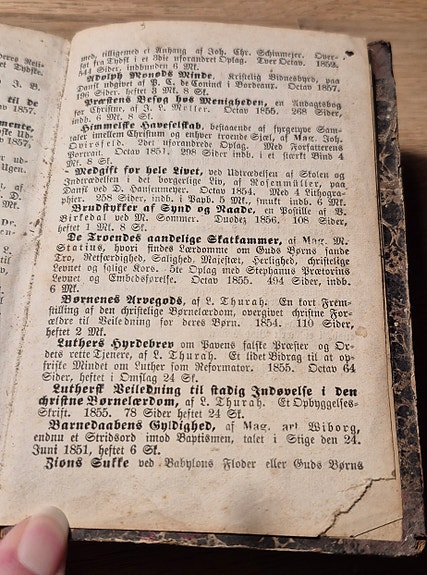 med, tilligemed et Anhang af Joh. Chr. Schinmeier. Over-
sat fra Tydsk i et 3die uforandret Oplag. Tver Octav. 1852.
544 Sider, indbunden 6 Mk.
Adolph Monods Minde. Kristelig Vidnesbyrd, paa
Dansk udgivet af P. C. de Coninck i Bordeaux. Octav 1857.
196 Sider, heftet 3 Mk. 8 Sk.
Præstens Besøg hos Menigheden, en Andagtsbog
for Christne, af J. L. Møller. Octav 1855. 268 Sider,
indb. 6 Mk. 8 Sk.
Himmelske Haveselskab, bestaaende af fyrgetyve Sam-
taler imellem Christum og enhver troende Siæl, af Mag. Joh.
Qvirsfeld. 2det uforandrede Oplag. Med Forfatterens
Portrait. Octav 1851. 298 Sider indb. i et stærkt Bind 4
Mk. 8 Sk.
Medgift for hele Livet, ved Udtrædelsen af Skolen og
Indtrædelsen i det borgerlige Liv, af Rosenmüller, paa
Dansk ved D. Hansenmeyer. Octav 1854. Med 4 Lithogra-
phier. 258 Sider, indb. i Papb. 5 Mk., smukt indb. 6 Mk.
Brudstykker af Synd og Naade, en Postille af B.
Birkedal ved M. Sommer. Duodez 1856. 108 Sider,
heftet 1 Mk. 8 Sk.
De Troendes aandelige Skatkammer, af Mag. M.
Statius, hvori findes Lærdomme om Guds Børns sande
Tro, Retfærdighed, Salighed, Majestæt, Herlighed, christelige
Levnet og salige Kors. 5te Oplag med Stephanus Prætorius
Levnet og Embedsførelse. Octav 1855. 494 Sider, indb.
6 Mk.
Børnenes Arvegods, af L. Thurah. En kort Frem-
stilling af den christelige Børnelærdom, overgivet christne For-
ældre til Veiledning for deres Børn. 1854. 110 Sider,
heftet 2 Mk.
Luthers Hyrdebrev om Pavens falske Præster og Or-
dets rette Tjenere, af L. Thurah. Et lidet Bidrag til at op-
friske Mindet om Luther som Reformator. 1855. Octav 64
Sider, heftet i Omslag 24 Sk.
Luthersk Veiledning til stadig Indøvelse i den
christne Børnelærdom, af L. Thurah. Et Opbyggelses-
Skrift. 1855. 78 Sider heftet 24 Sk.
Barnedaabens Gyldighed, af Mag. art Wiborg,
endnu et Stridsord imod Baptismen, talet i Stige den 24.
Juni 1851, heftet 6 Sk.
Zions Sukke ved Babylons Floder eller Guds Børns